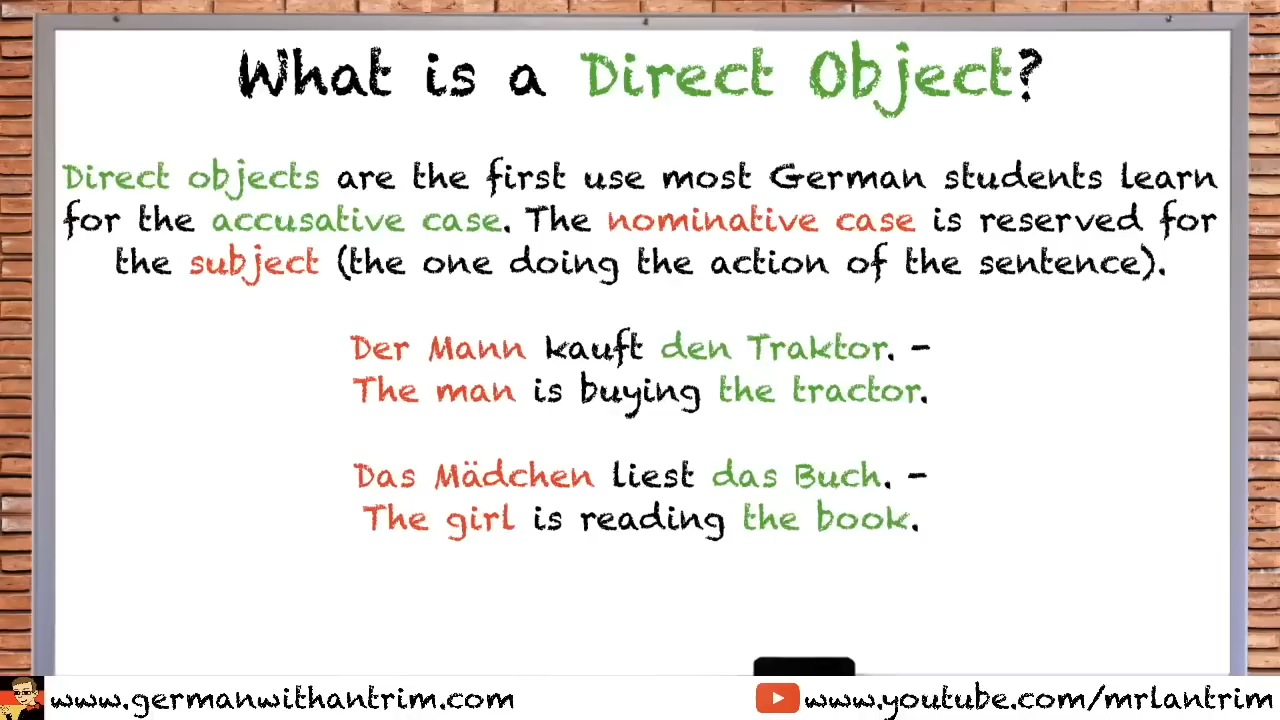 What is a Direct Object?
Direct objects are the first use most German students learn
for the accusative case. The nominative case is reserved for
the subject (the one doing the action of the sentence).
Der Mann kauft den Traktor. -
The man is buying the tractor.
Das Mädchen liest das Buch. -
The girl is reading the book.
www.germanwithantrim.com
www.youtube.com/mrlantrim